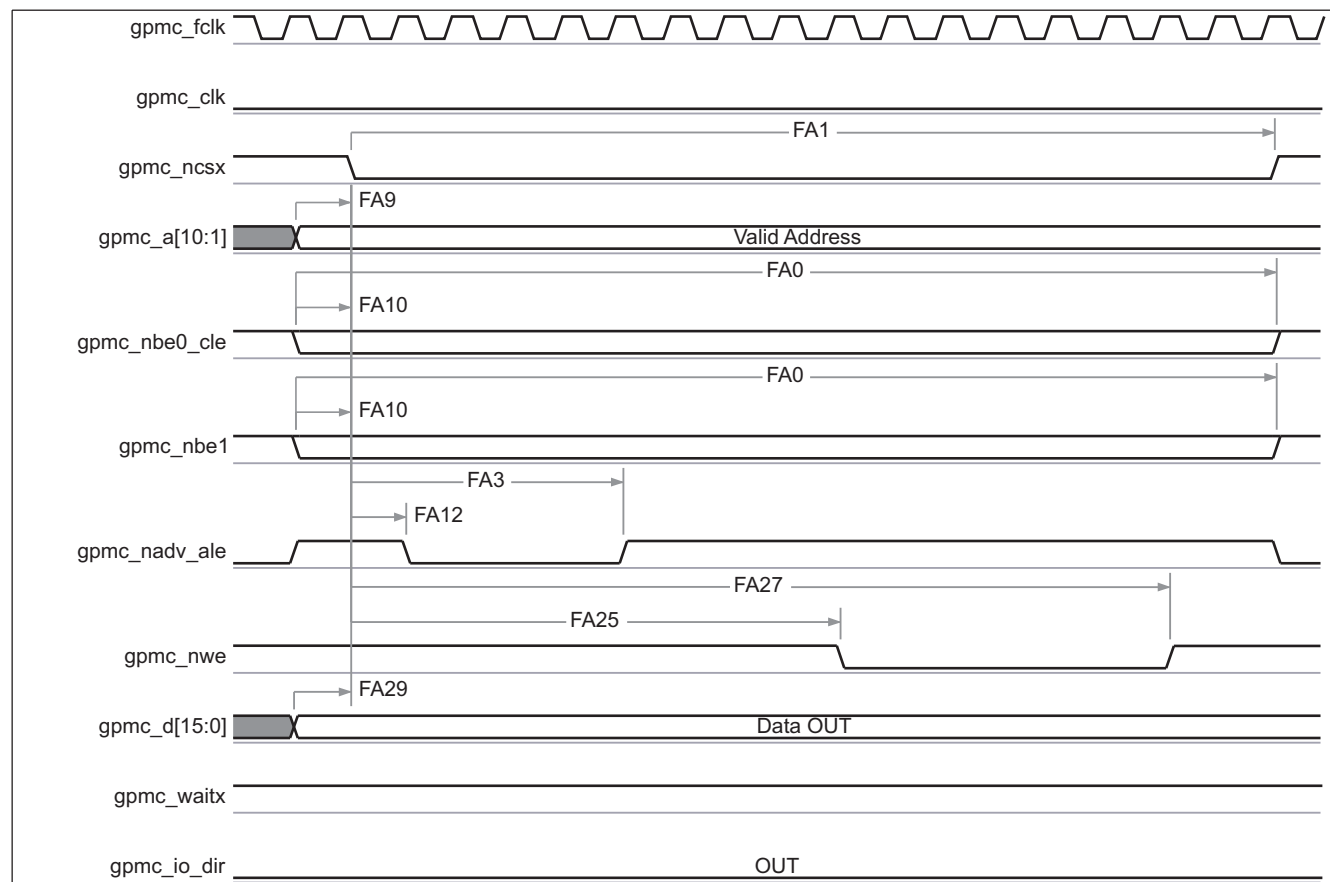 gpmc_fclk
gpmc_clk
FA1
gpmc_ncsx
FA9
gpmc_a[10:1] Valid Address
FA0
FA10
gpmc_nbe0_cle
FA0
FA10
gpmc_nbe1
FA3
FA12
gpmc_nadv_ale
FA27
FA25
gpmc_nwe
FA29
gpmc_d[15:0] Data OUT
gpmc_waitx
gpmc_io_dir OUT